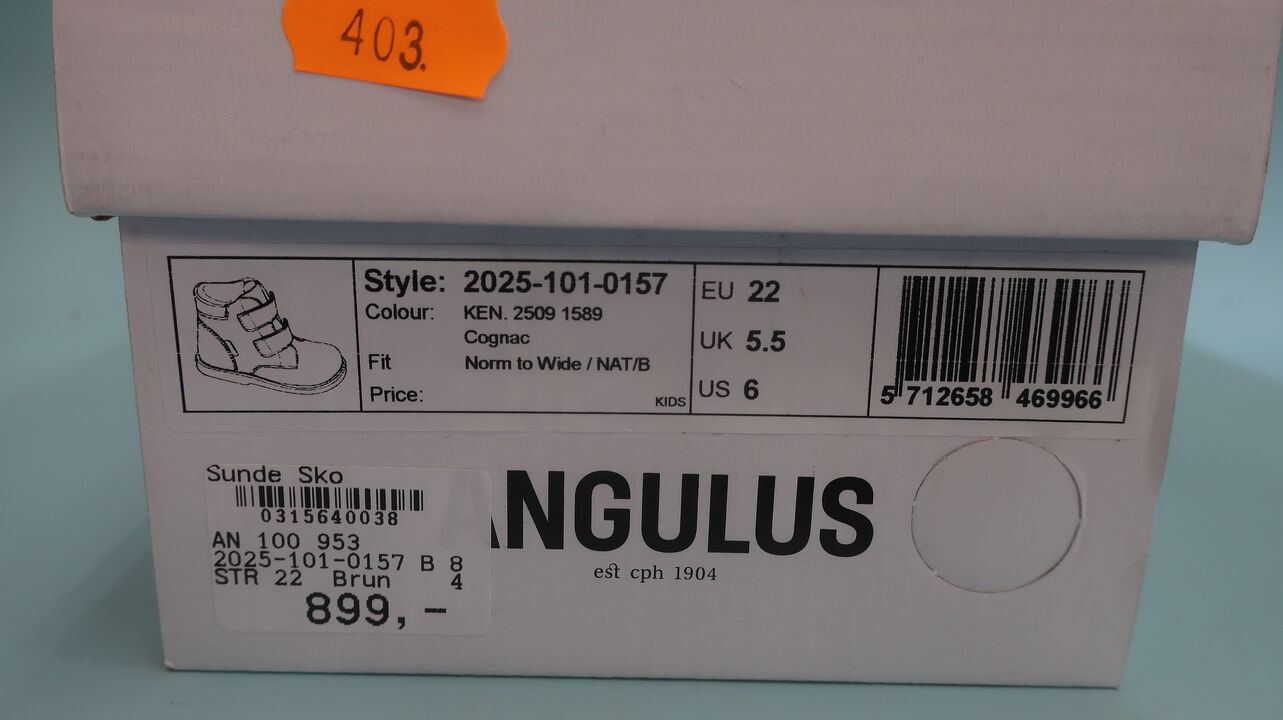 403.
Style: 2025-101-0157
Colour: KEN. 2509 1589
Cognac
Fit Norm to Wide / NAT/B
Price:
KIDS
EU 22
UK 5.5
US 6
5 712658 469966
Sunde Sko
0315640038
AN 100 953
2025-101-0157 B 8
STR 22 Brun 4
899,-
ANGULUS
est cph 1904